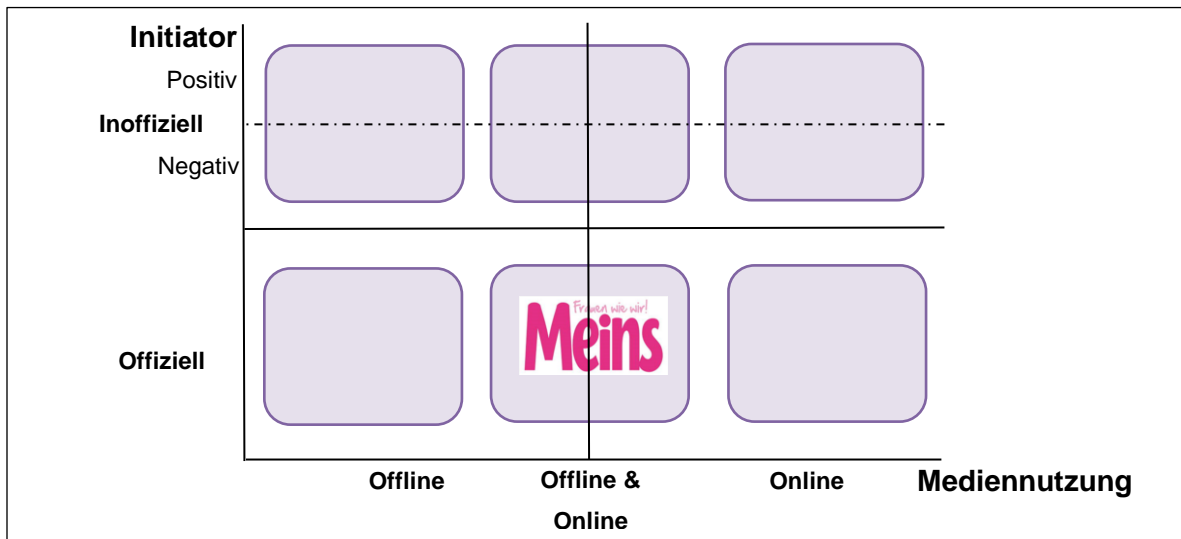 Initiator
Positiv
Inoffiziell
Negativ
Frauen wie wir!
Meins
Offiziell
Offline
Offline &
Online
Online
Mediennutzung